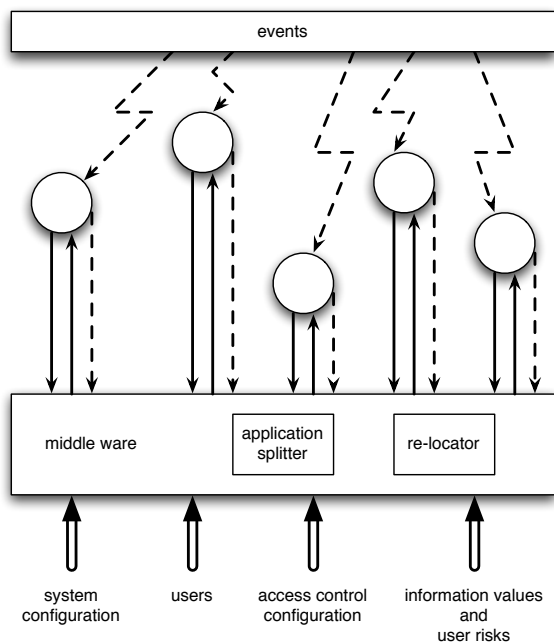 events
middle ware
application
splitter
re-locator
system
configuration
users
access control
configuration
information values
and
user risks